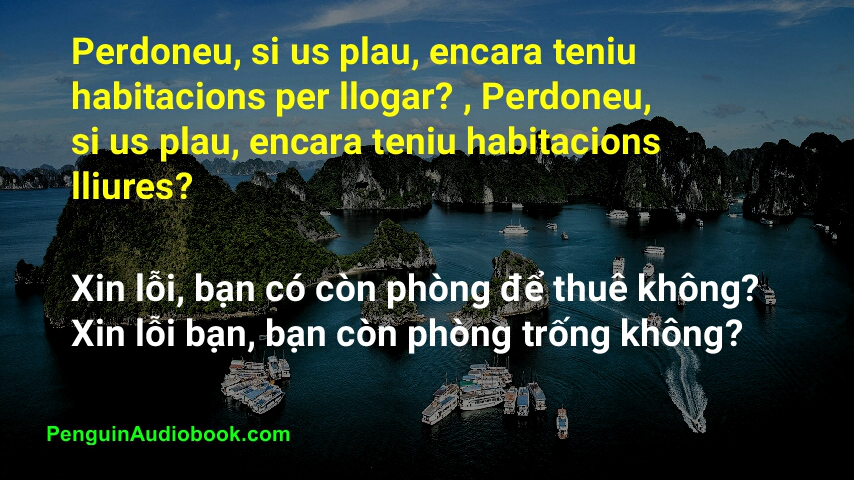 Perdoneu, si us plau, encara teniu
habitacions per llogar? , Perdoneu,
si us plau, encara teniu habitacions
lliures?
Xin lỗi, bạn có còn phòng để thuê không?
Xin lỗi bạn, bạn còn phòng trống không?
PenguinAudiobook.com